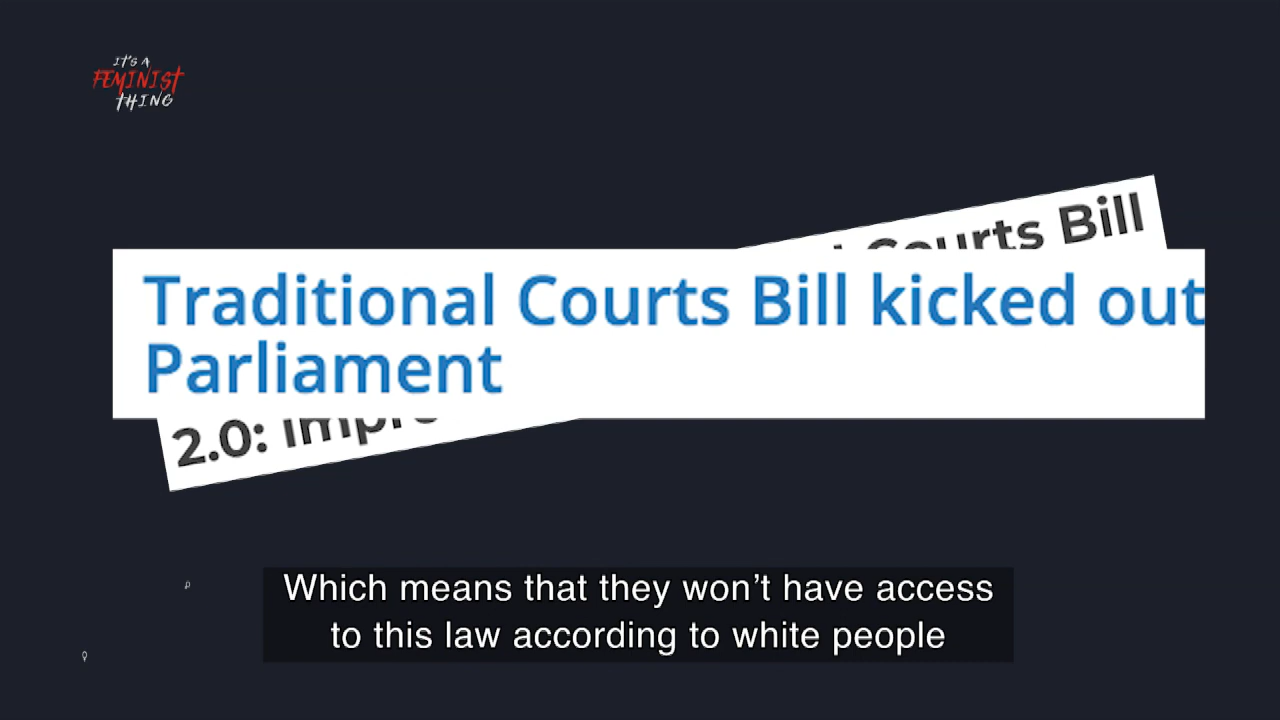 IT'S A
FEMINIST
THING
Courts Bill
Traditional Courts Bill kicked out
Parliament
2.0:
Which means that they won't have access
to this law according to white people